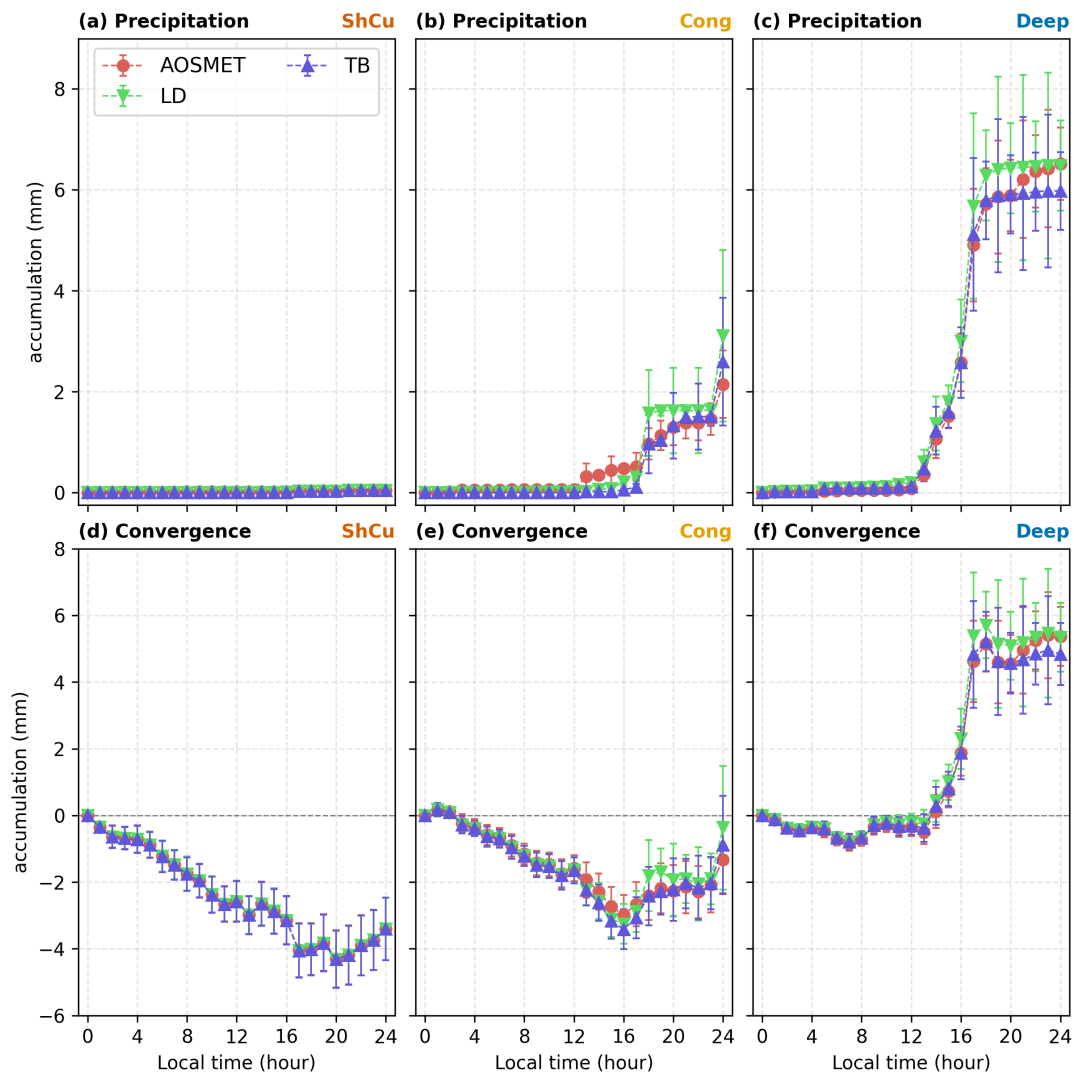 (a) Precipitation ShCu
(b) Precipitation Cong
(c) Precipitation Deep
AOSMET TB
LD
8
6
4
2
0
accumulation (mm)
(d) Convergence ShCu
(e) Convergence Cong
(f) Convergence Deep
8
6
4
2
0
−2
−4
−6
accumulation (mm)
0 4 8 12 16 20 24
0 4 8 12 16 20 24
0 4 8 12 16 20 24
Local time (hour)
Local time (hour)
Local time (hour)